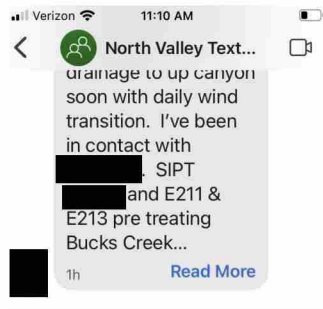 Verizon 11:10 AM
North Valley Text...
drainage to up canyon
soon with daily wind
transition.  I've been
in contact with
.  SIPT
and E211 &
E213 pre treating
Bucks Creek...
1h Read More